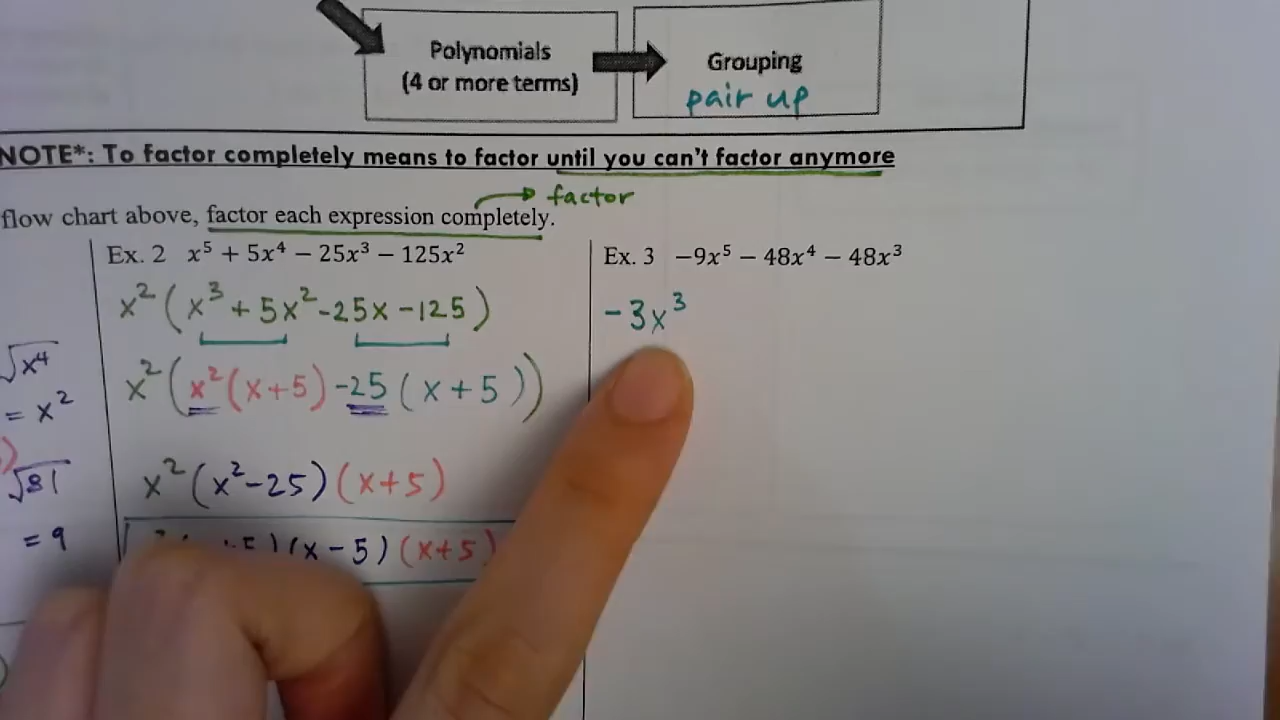 Polynomials
(4 or more terms)
Grouping
pair up
NOTE*: To factor completely means to factor until you can't factor anymore
factor
flow chart above, factor each expression completely.
√x⁴
= x²
)
√81
= 9
Ex. 2 x⁵ + 5x⁴ − 25x³ − 125x²
x² (x³ + 5x² -25x -125)
x² (x² (x+5) -25 (x+5))
x² (x²-25) (x+5)
(x-5) (x+5)
Ex. 3 −9x⁵ − 48x⁴ − 48x³
-3x³